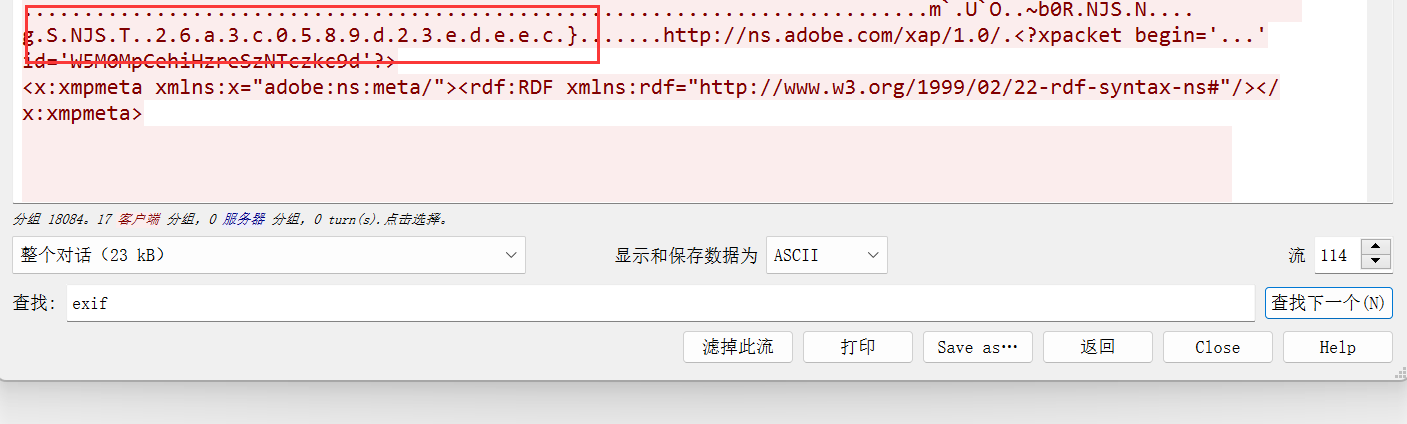 ......................................................................m`.U`O..~b0R.NJS.N....
g.S.NJS.T..2.6.a.3.c.0.5.8.9.d.2.3.e.d.e.e.c.}.......http://ns.adobe.com/xap/1.0/.<?xpacket begin='...'
id='W5M0MpCehiHzreSzNTczkc9d'?>
<x:xmpmeta xmlns:x="adobe:ns:meta/"><rdf:RDF xmlns:rdf="http://www.w3.org/1999/02/22-rdf-syntax-ns#"/></
x:xmpmeta>
分组 18084。17 客户端 分组, 0 服务器 分组, 0 turn(s).点击选择。
整个对话（23 kB） 显示和保存数据为 ASCII 流 114
查找: exif 查找下一个(N)
滤掉此流 打印 Save as… 返回 Close Help